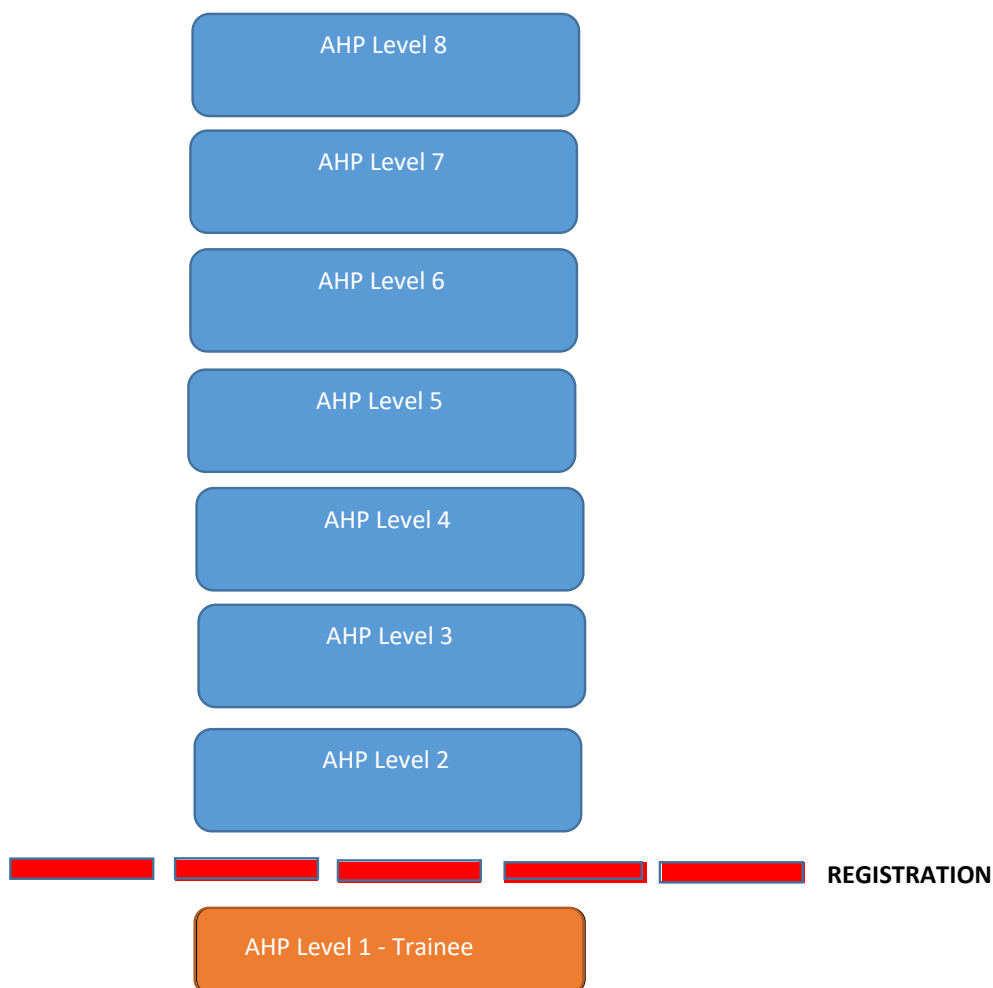 AHP Level 8
AHP Level 7
AHP Level 6
AHP Level 5
AHP Level 4
AHP Level 3
AHP Level 2
REGISTRATION
AHP Level 1 - Trainee